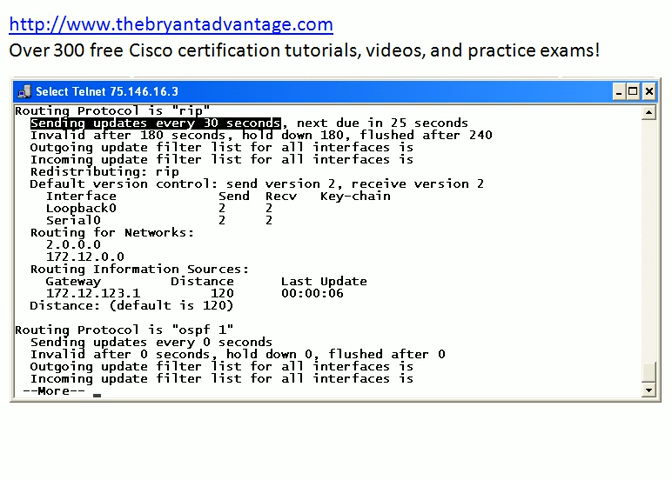 http://www.thebryantadvantage.com
Over 300 free Cisco certification tutorials, videos, and practice exams!
Select Telnet 75.146.16.3
Routing Protocol is "rip"
Sending updates every 30 seconds, next due in 25 seconds
Invalid after 180 seconds, hold down 180, flushed after 240
Outgoing update filter list for all interfaces is
Incoming update filter list for all interfaces is
Redistributing: rip
Default version control: send version 2, receive version 2
Interface Send Recv Key-chain
Loopback0 2 2
Serial0 2 2
Routing for Networks:
2.0.0.0
172.12.0.0
Routing Information Sources:
Gateway Distance Last Update
172.12.123.1 120 00:00:06
Distance: (default is 120)
Routing Protocol is "ospf 1"
Sending updates every 0 seconds
Invalid after 0 seconds, hold down 0, flushed after 0
Outgoing update filter list for all interfaces is
Incoming update filter list for all interfaces is
--More--